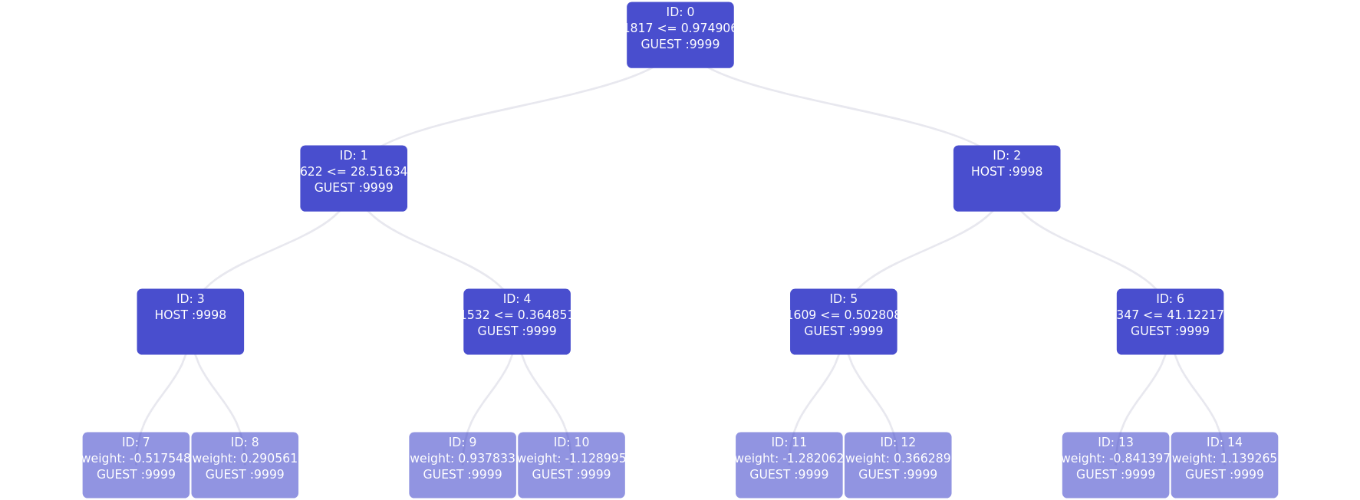 ID: 0
1817 <= 0.974906
GUEST :9999
ID: 1
622 <= 28.51634
GUEST :9999
ID: 2
HOST :9998
ID: 3
HOST :9998
ID: 4
1532 <= 0.364851
GUEST :9999
ID: 5
1609 <= 0.502808
GUEST :9999
ID: 6
347 <= 41.12217
GUEST :9999
ID: 7
weight: -0.517548
GUEST :9999
ID: 8
weight: 0.290561
GUEST :9999
ID: 9
weight: 0.937833
GUEST :9999
ID: 10
weight: -1.128995
GUEST :9999
ID: 11
weight: -1.282062
GUEST :9999
ID: 12
weight: 0.366289
GUEST :9999
ID: 13
weight: -0.841397
GUEST :9999
ID: 14
weight: 1.139265
GUEST :9999